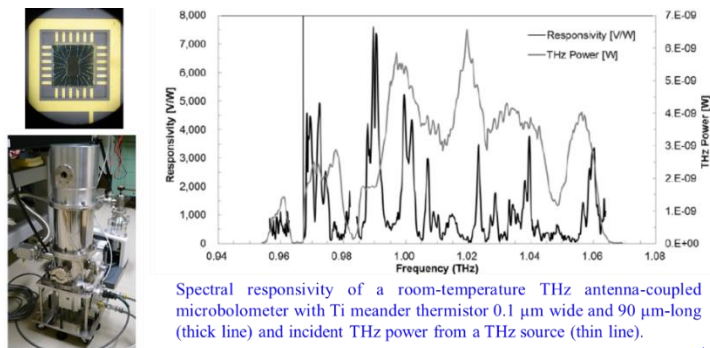 8,000
7,000
6,000
5,000
4,000
3,000
2,000
1,000
0
Responsivity [V/W]
Responsivity [V/W]
THz Power [W]
7.E-09
6.E-09
5.E-09
4.E-09
3.E-09
2.E-09
1.E-09
0.E+00
THz Power [W]
0.94
0.96
0.98
1.00
1.02
1.04
1.06
1.08
Frequency (THz)
Spectral responsivity of a room-temperature THz antenna-coupled
microbolometer with Ti meander thermistor 0.1 µm wide and 90 µm-long
(thick line) and incident THz power from a THz source (thin line).